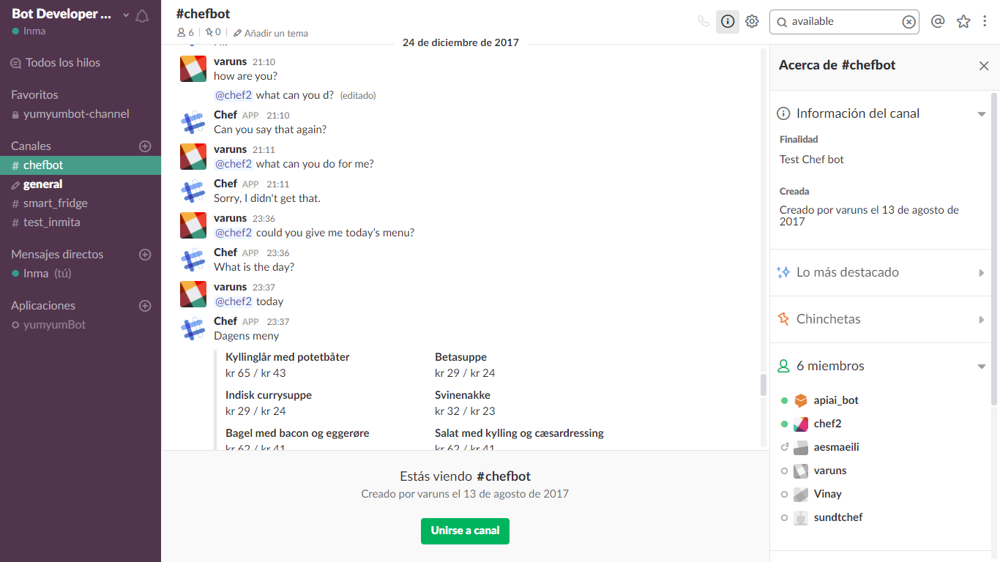 Bot Developer ...
Inma
Todos los hilos
Favoritos
yumyumbot-channel
Canales
# chefbot
general
# smart_fridge
# test_inmita
Mensajes directos
Inma (tú)
Aplicaciones
yumyumBot
#chefbot
6 | 0 | Añadir un tema
available
24 de diciembre de 2017
varuns 21:10
how are you?
@chef2 what can you d? (editado)
Chef APP 21:10
Can you say that again?
varuns 21:11
@chef2 what can you do for me?
Chef APP 21:11
Sorry, I didn't get that.
varuns 23:36
@chef2 could you give me today's menu?
Chef APP 23:36
What is the day?
varuns 23:37
@chef2 today
Chef APP 23:37
Dagens meny
Kyllinglår med potetbåter
kr 65 / kr 43
Betasuppe
kr 29 / kr 24
Indisk currysuppe
kr 29 / kr 24
Svinenakke
kr 32 / kr 23
Bagel med bacon og eggerøre
kr 62 / kr 41
Salat med kylling og cæsardressing
kr 62 / kr 41
Estás viendo #chefbot
Creado por varuns el 13 de agosto de 2017
Unirse a canal
Acerca de #chefbot
Información del canal
Finalidad
Test Chef bot
Creada
Creado por varuns el 13 de agosto de
2017
Lo más destacado
Chinchetas
6 miembros
apiai_bot
chef2
aesmaeili
varuns
Vinay
sundtchef